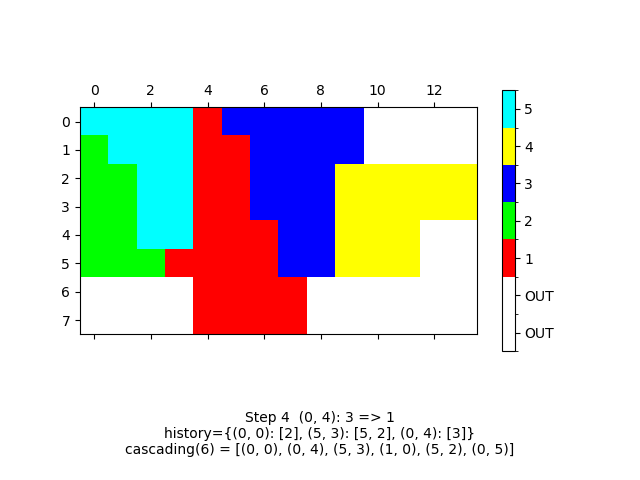 0 2 4 6 8 10 12
0
1
2
3
4
5
6
7
5
4
3
2
1
OUT
OUT
Step 4  (0, 4): 3 => 1
history={(0, 0): [2], (5, 3): [5, 2], (0, 4): [3]}
cascading(6) = [(0, 0), (0, 4), (5, 3), (1, 0), (5, 2), (0, 5)]